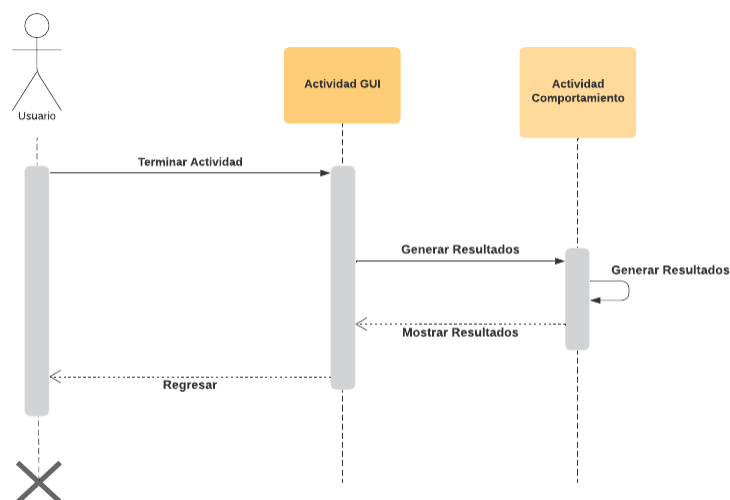 Usuario
Actividad GUI
Actividad
Comportamiento
Terminar Actividad
Generar Resultados
Generar Resultados
Mostrar Resultados
Regresar